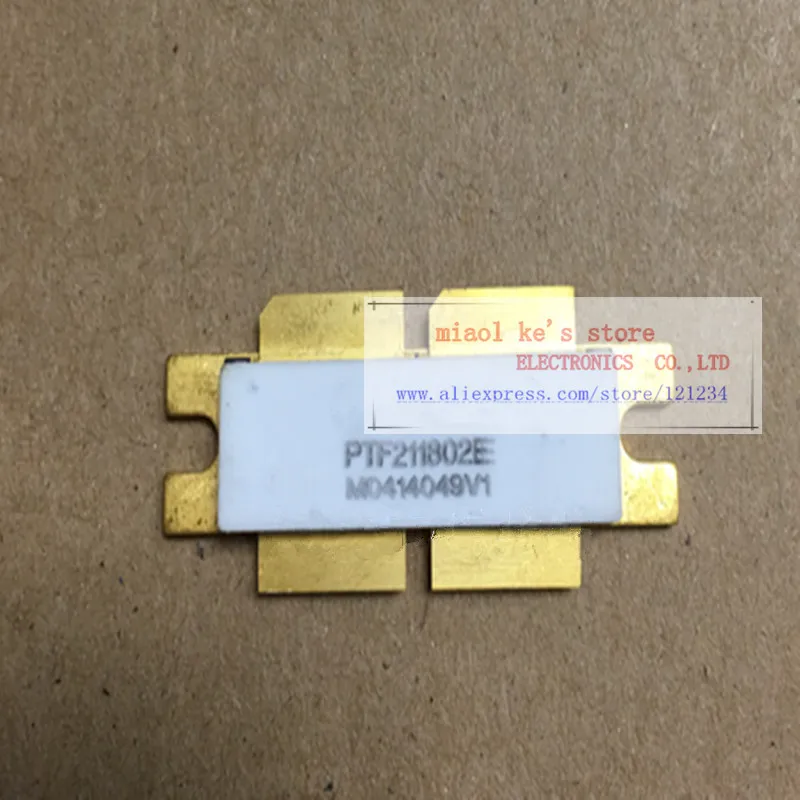 miaol ke's store
ELECTRONICS CO.,LTD
www.aliexpress.com/store/121234
PTF211802E
M0414049V1